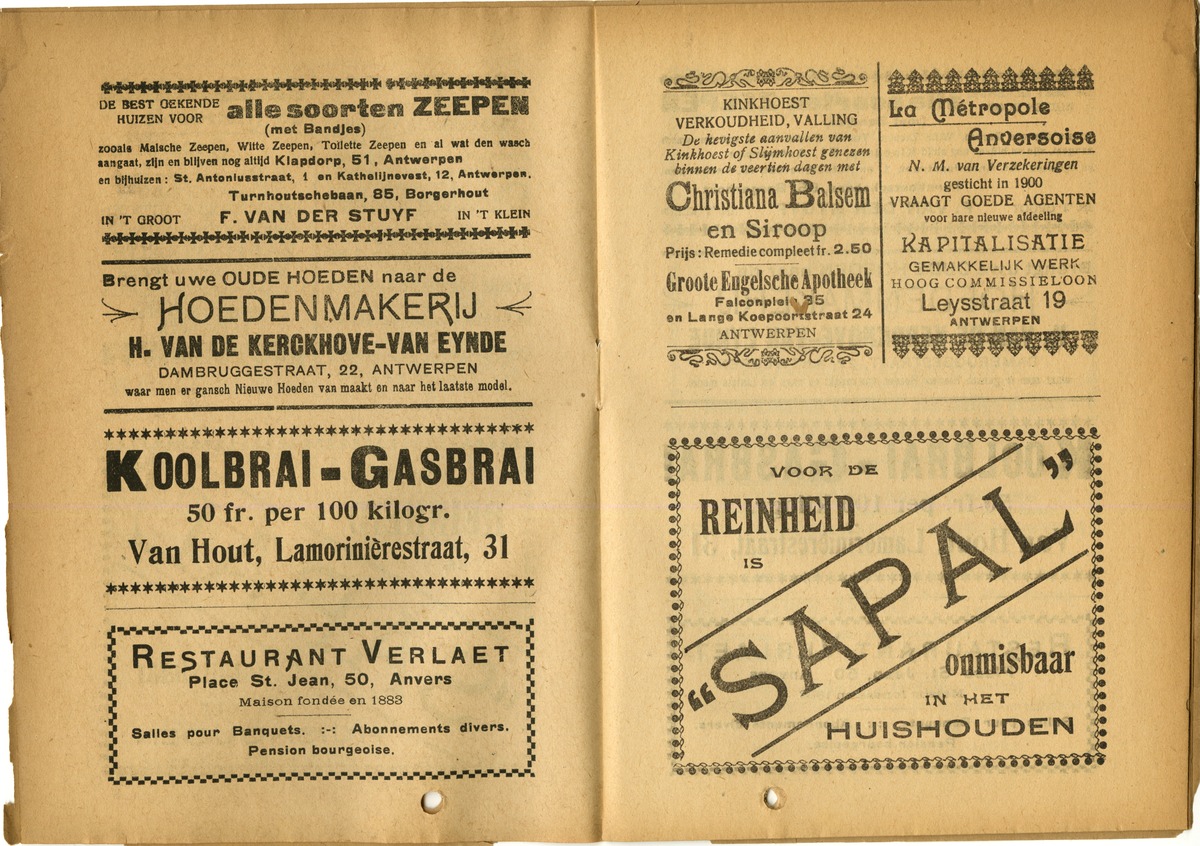 DE BEST GEKENDE
HUIZEN VOOR
alle soorten ZEEPEN
(met Bandjes)
zooals Malsche Zeepen, Witte Zeepen, Toilette Zeepen en al wat den wasch
aangaat, zijn en blijven nog altijd Klapdorp, 51, Antwerpen
en bijhuizen: St. Antoniusstraat, 1 en Kathelijnevest, 12, Antwerpen.
Turnhoutschebaan, 85, Borgerhout
IN 'T GROOT F. VAN DER STUYF IN 'T KLEIN
Brengt uwe OUDE HOEDEN naar de
HOEDENMAKERIJ
H. VAN DE KERCKHOVE-VAN EYNDE
DAMBRUGGESTRAAT, 22, ANTWERPEN
waar men er gansch Nieuwe Hoeden van maakt en naar het laatste model.
KOOLBRAI-GASBRAI
50 fr. per 100 kilogr.
Van Hout, Lamorinièrestraat, 31
RESTAURANT VERLAET
Place St. Jean, 50, Anvers
Maison fondée en 1883
Salles pour Banquets. :-: Abonnements divers.
Pension bourgeoise.
KINKHOEST
VERKOUDHEID, VALLING
De hevigste aanvallen van
Kinkhoest of Slijmhoest genezen
binnen de veertien dagen met
Christiana Balsem
en Siroop
Prijs: Remedie compleet fr. 2.50
Groote Engelsche Apotheek
Falconplein 35
en Lange Koepoortstraat 24
ANTWERPEN
La Métropole
Anversoise
N. M. van Verzekeringen
gesticht in 1900
VRAAGT GOEDE AGENTEN
voor hare nieuwe afdeeling
KAPITALISATIE
GEMAKKELIJK WERK
HOOG COMMISSIELOON
Leysstraat 19
ANTWERPEN
VOOR DE
REINHEID
IS
“SAPAL”
onmisbaar
IN HET
HUISHOUDEN